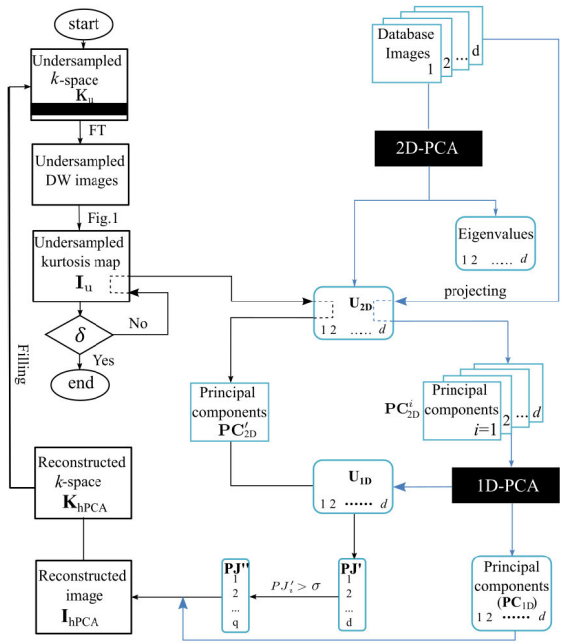 start
Undersampled
k-space
K_u
FT
Undersampled
DW images
Fig.1
Undersampled
kurtosis map
I_u
No
δ
Yes
end
Filling
Reconstructed
k-space
K_hPCA
Reconstructed
image
I_hPCA
Database
Images
1 2 ... d
2D-PCA
Eigenvalues
1 2 ..... d
projecting
U_2D
1 2 ..... d
Principal
components
PC'_2D
PC^i_2D
Principal
components
i=1 2 ... d
U_1D
1 2 ...... d
1D-PCA
PJ''
1
2
...
q
PJ'_i > σ
PJ'
1
2
...
d
Principal
components
(PC_1D)
1 2 ...... d